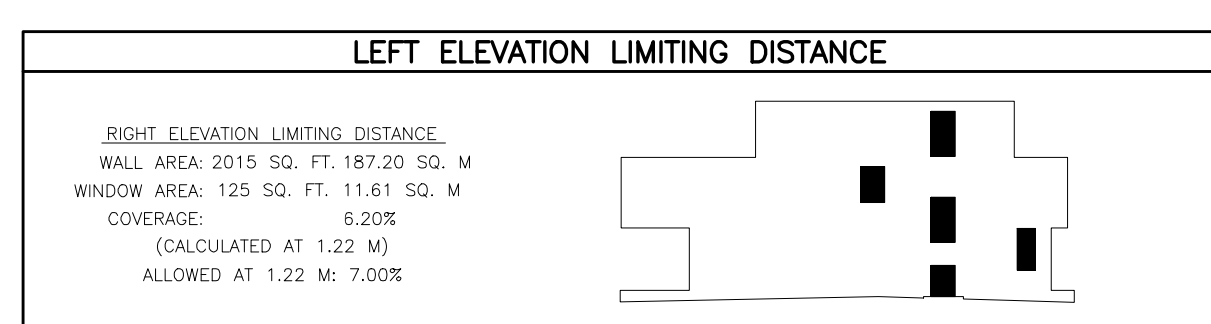 LEFT ELEVATION LIMITING DISTANCE
RIGHT ELEVATION LIMITING DISTANCE
WALL AREA: 2015 SQ. FT. 187.20 SQ. M
WINDOW AREA: 125 SQ. FT. 11.61 SQ. M
COVERAGE: 6.20%
(CALCULATED AT 1.22 M)
ALLOWED AT 1.22 M: 7.00%